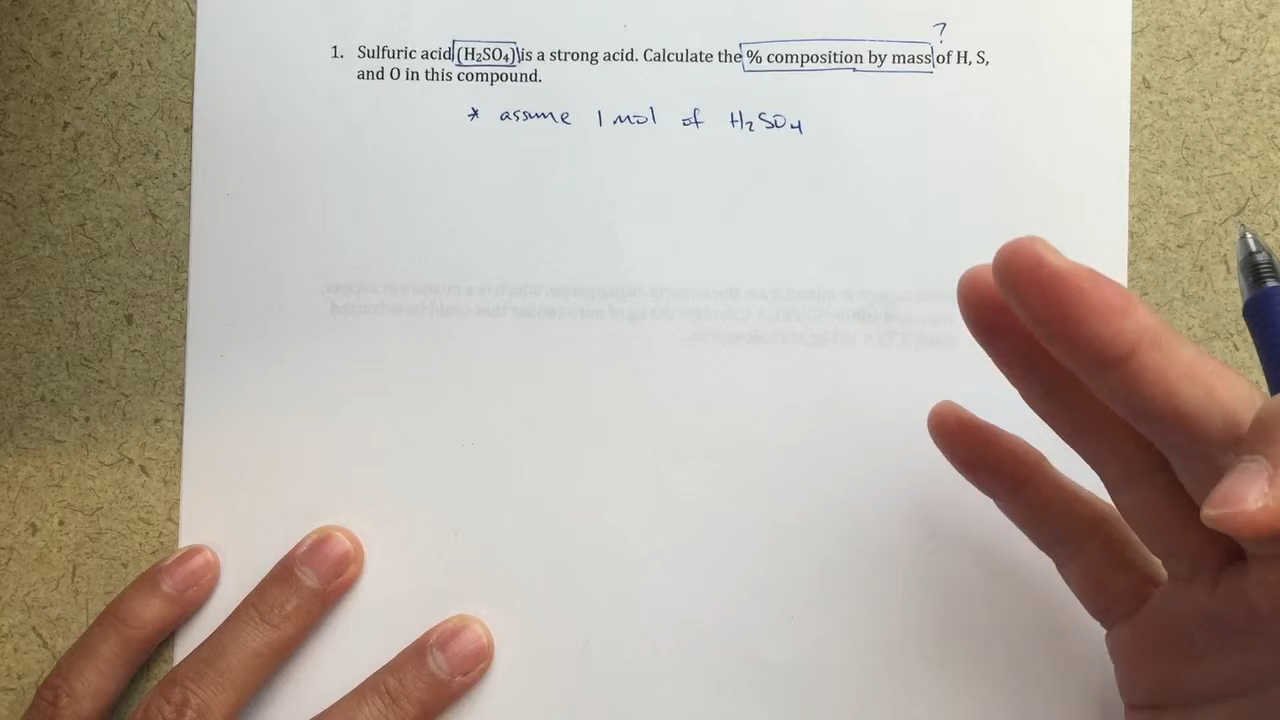 ?
1. Sulfuric acid (H₂SO₄) is a strong acid. Calculate the % composition by mass of H, S,
and O in this compound.
* assume 1 mol of H₂SO₄